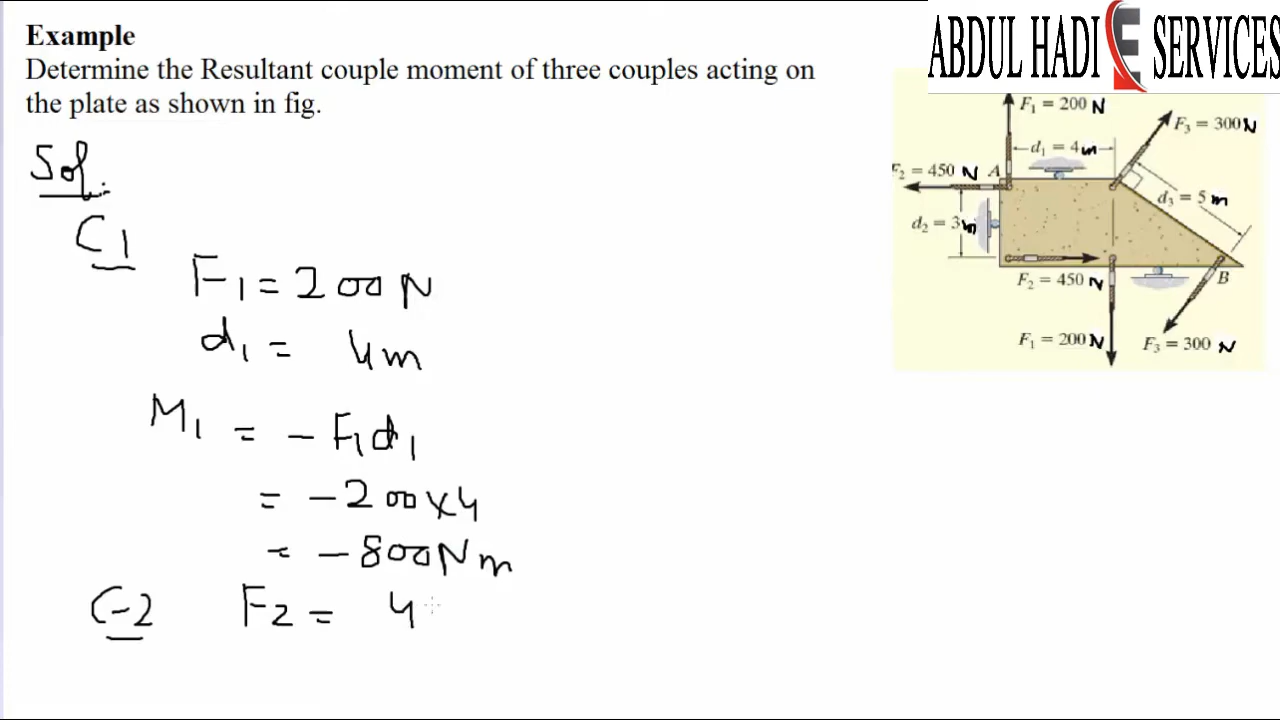 Example
Determine the Resultant couple moment of three couples acting on
the plate as shown in fig.
ABDUL HADI E SERVICES
Sol:
C1
F1 = 200 N
d1 = 4m
M1 = - F1d1
= - 200 x 4
= - 800 Nm
C-2 F2 = 4
F1 = 200 N
F3 = 300 N
d1 = 4 m
F2 = 450 N A
d3 = 5 m
d2 = 3 m
F2 = 450 N
B
F1 = 200 N
F3 = 300 N